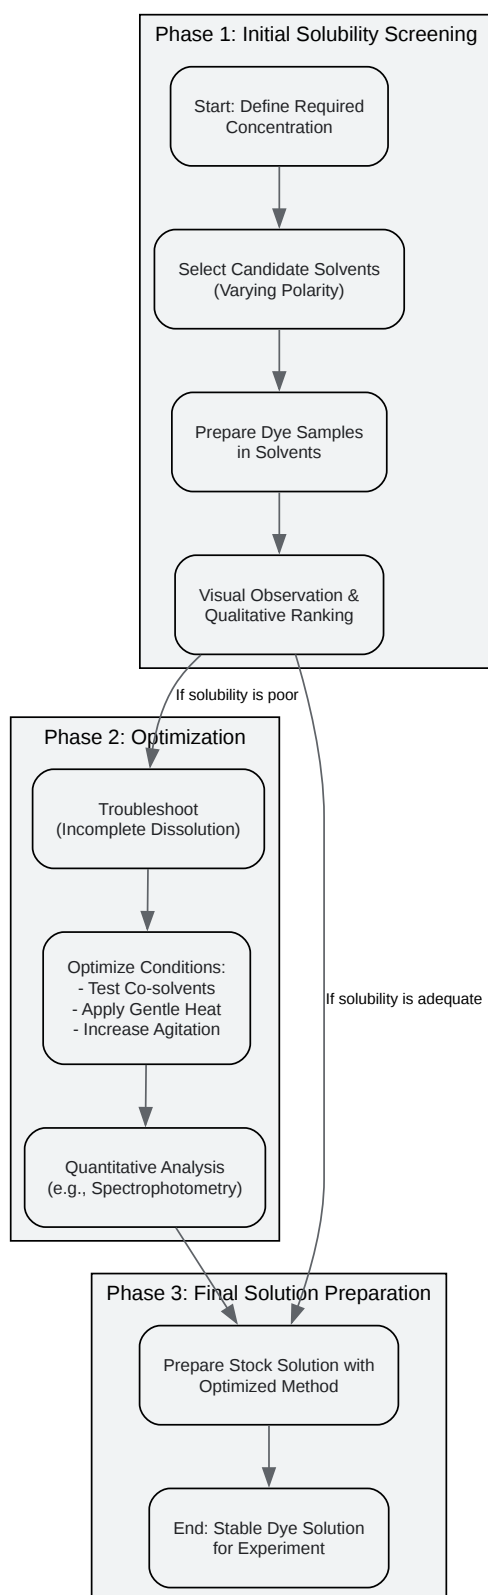 Phase 1: Initial Solubility Screening
Start: Define Required
Concentration
Select Candidate Solvents
(Varying Polarity)
Prepare Dye Samples
in Solvents
Visual Observation &
Qualitative Ranking
If solubility is poor
Phase 2: Optimization
Troubleshoot
(Incomplete Dissolution)
Optimize Conditions:
- Test Co-solvents
- Apply Gentle Heat
- Increase Agitation
If solubility is adequate
Quantitative Analysis
(e.g., Spectrophotometry)
Phase 3: Final Solution Preparation
Prepare Stock Solution with
Optimized Method
End: Stable Dye Solution
for Experiment